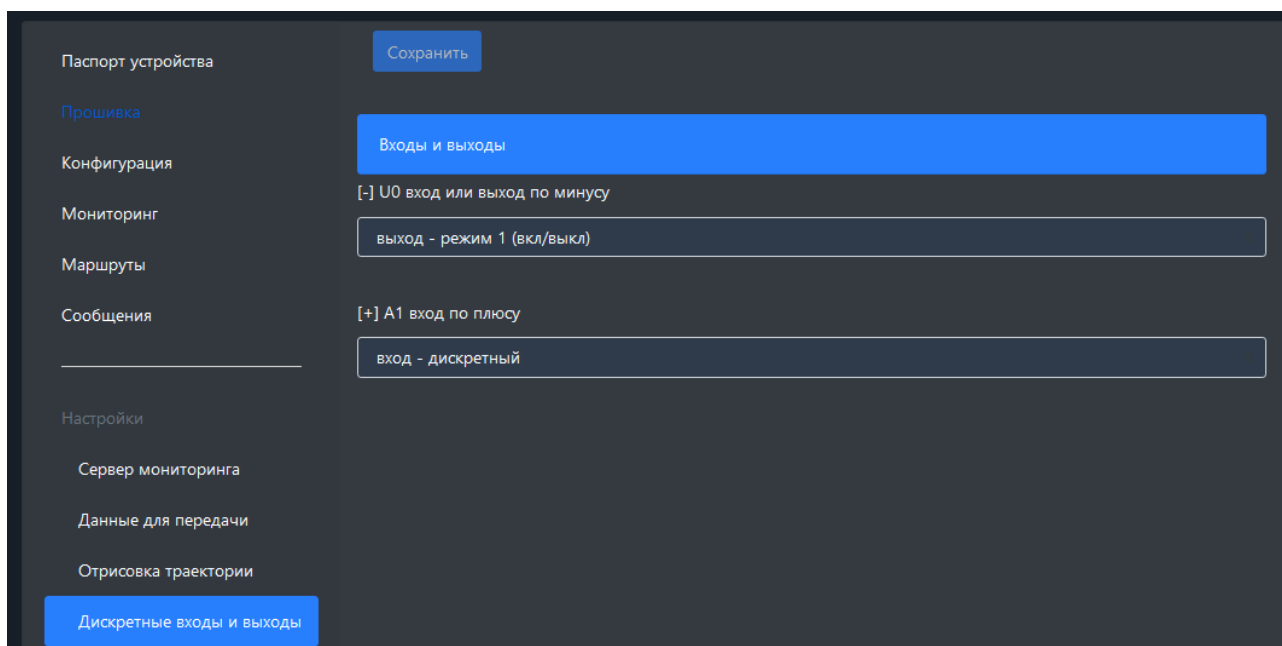 Паспорт устройства
Прошивка
Конфигурация
Мониторинг
Маршруты
Сообщения
Настройки
Сервер мониторинга
Данные для передачи
Отрисовка траектории
Дискретные входы и выходы
Сохранить
Входы и выходы
[-] U0 вход или выход по минусу
выход - режим 1 (вкл/выкл)
[+] A1 вход по плюсу
вход - дискретный